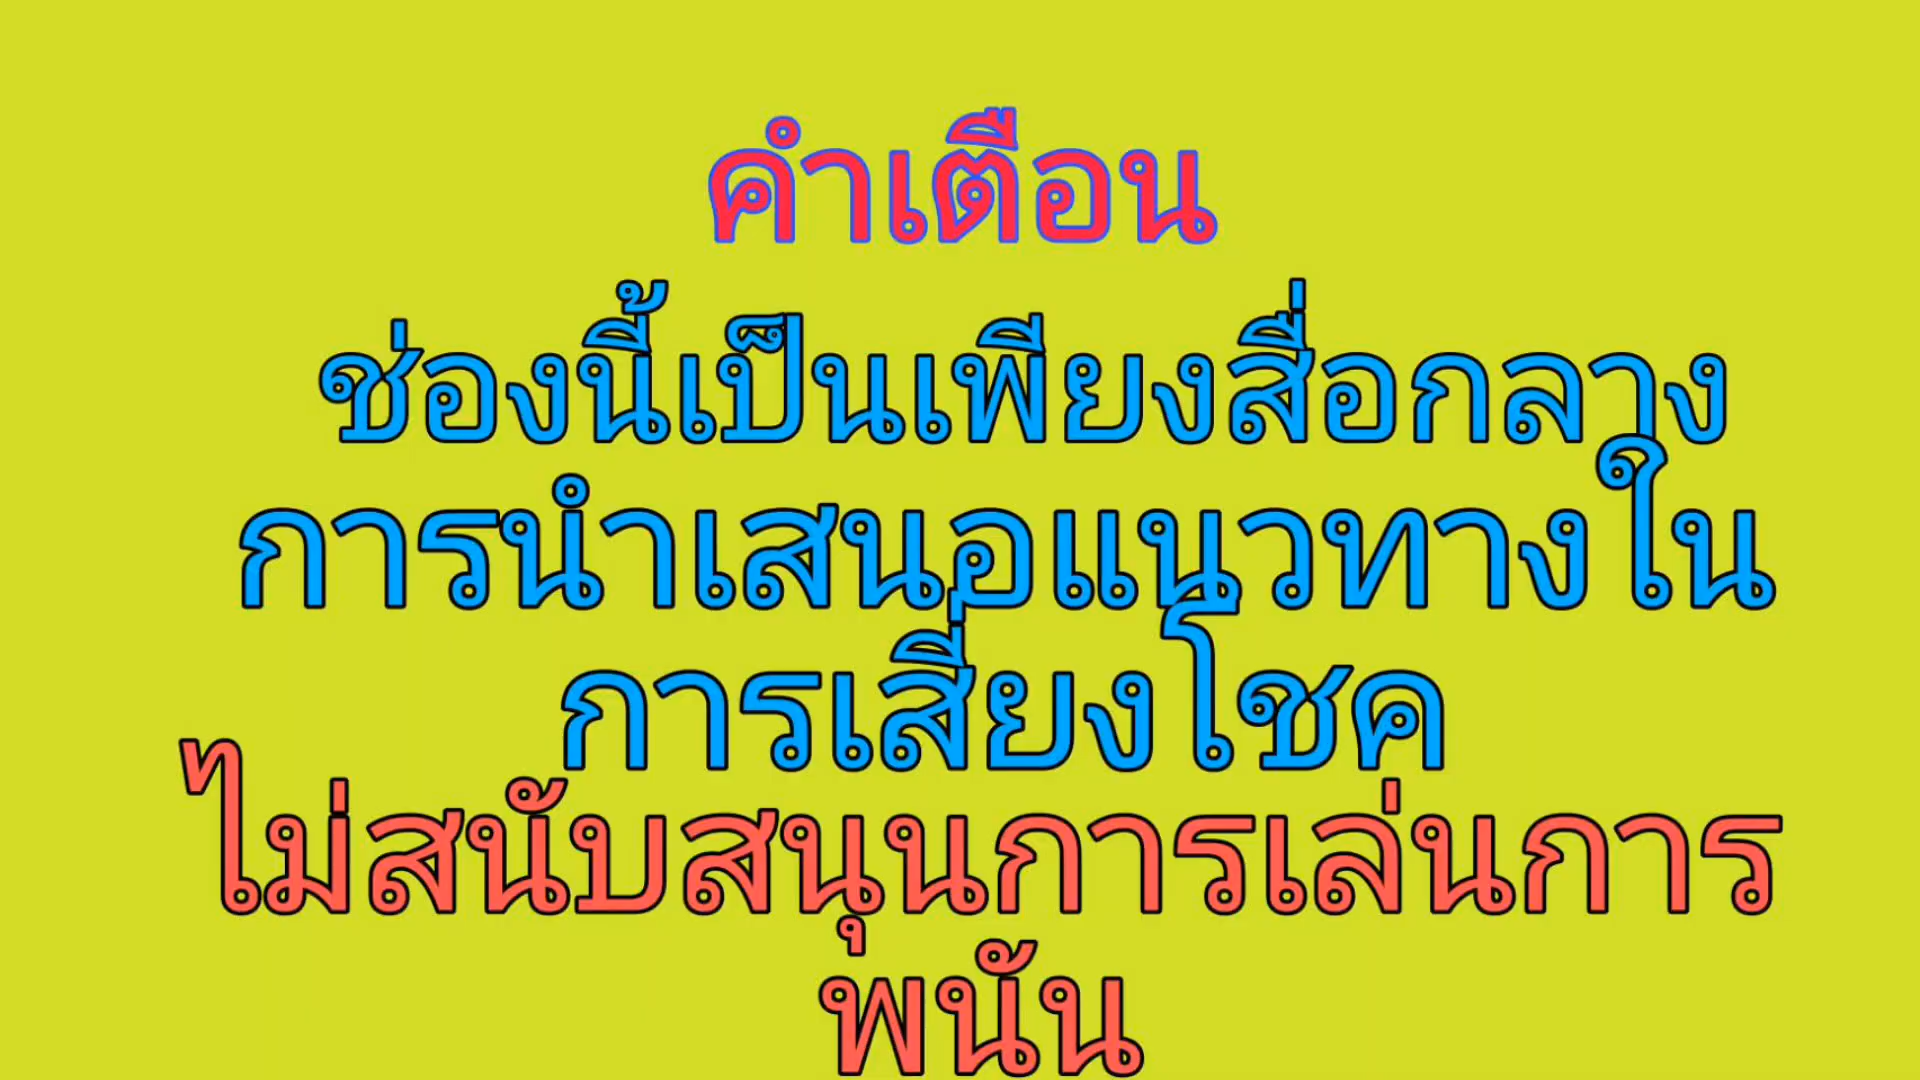 คำเตือน
ช่องนี้เป็นเพียงสื่อกลาง
การนำเสนอแนวทางใน
การเสี่ยงโชค
ไม่สนับสนุนการเล่นการ
พนัน